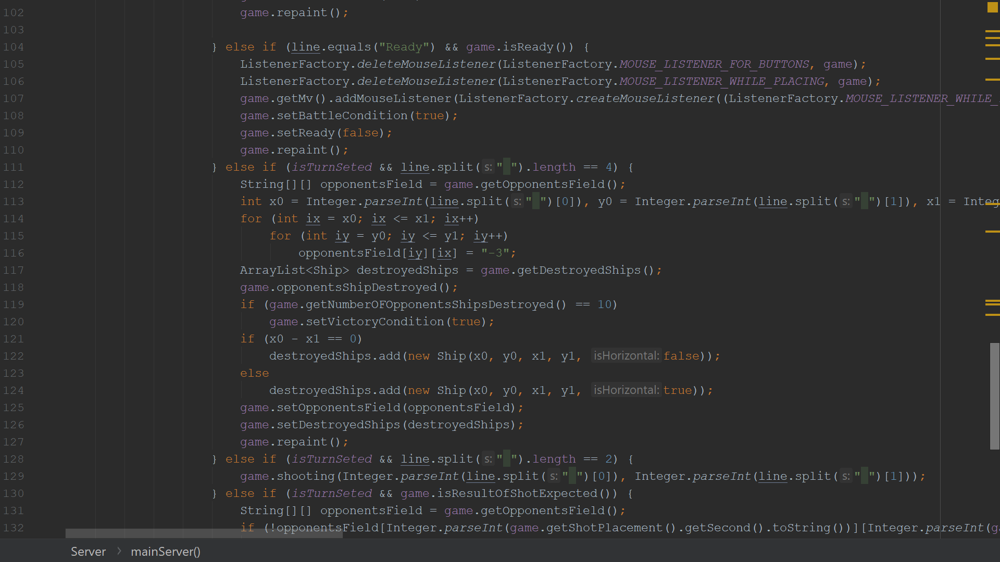 102 game.repaint();
103
104 } else if (line.equals("Ready") && game.isReady()) {
105 ListenerFactory.deleteMouseListener(ListenerFactory.MOUSE_LISTENER_FOR_BUTTONS, game);
106 ListenerFactory.deleteMouseListener(ListenerFactory.MOUSE_LISTENER_WHILE_PLACING, game);
107 game.getMv().addMouseListener(ListenerFactory.createMouseListener((ListenerFactory.MOUSE_LISTENER_WHILE_
108 game.setBattleCondition(true);
109 game.setReady(false);
110 game.repaint();
111 } else if (isTurnSeted && line.split( s: " ").length == 4) {
112 String[][] opponentsField = game.getOpponentsField();
113 int x0 = Integer.parseInt(line.split( s: " ")[0]), y0 = Integer.parseInt(line.split( s: " ")[1]), x1 = Integ
114 for (int ix = x0; ix <= x1; ix++)
115 for (int iy = y0; iy <= y1; iy++)
116 opponentsField[iy][ix] = "-3";
117 ArrayList<Ship> destroyedShips = game.getDestroyedShips();
118 game.opponentsShipDestroyed();
119 if (game.getNumberOFOpponentsShipsDestroyed() == 10)
120 game.setVictoryCondition(true);
121 if (x0 - x1 == 0)
122 destroyedShips.add(new Ship(x0, y0, x1, y1, isHorizontal: false));
123 else
124 destroyedShips.add(new Ship(x0, y0, x1, y1, isHorizontal: true));
125 game.setOpponentsField(opponentsField);
126 game.setDestroyedShips(destroyedShips);
127 game.repaint();
128 } else if (isTurnSeted && line.split( s: " ").length == 2) {
129 game.shooting(Integer.parseInt(line.split( s: " ")[0]), Integer.parseInt(line.split( s: " ")[1]));
130 } else if (isTurnSeted && game.isResultOfShotExpected()) {
131 String[][] opponentsField = game.getOpponentsField();
132 if (!opponentsField[Integer.parseInt(game.getShotPlacement().getSecond().toString())][Integer.parseInt(ga
Server > mainServer()